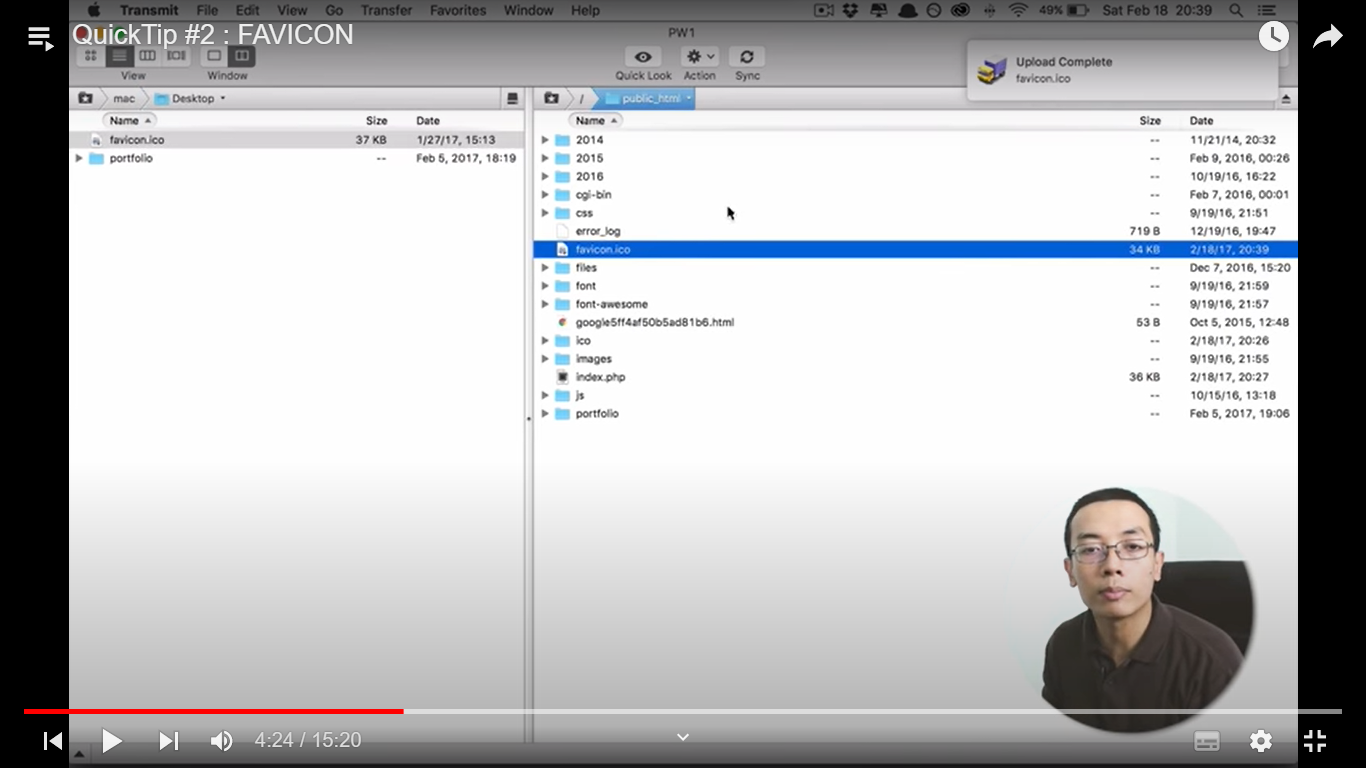 Transmit File Edit View Go Transfer Favorites Window Help 49% Sat Feb 18 20:39
QuickTip #2 : FAVICON
PW1
View Window Quick Look Action Sync
Upload Complete
favicon.ico
mac Desktop
/ public_html
Name Size Date
favicon.ico 37 KB 1/27/17, 15:13
portfolio -- Feb 5, 2017, 18:19
Name Size Date
2014 -- 11/21/14, 20:32
2015 -- Feb 9, 2016, 00:26
2016 -- 10/19/16, 16:22
cgi-bin -- Feb 7, 2016, 00:01
css -- 9/19/16, 21:51
error_log 719 B 12/19/16, 19:47
favicon.ico 34 KB 2/18/17, 20:39
files -- Dec 7, 2016, 15:20
font -- 9/19/16, 21:59
font-awesome -- 9/19/16, 21:57
google5ff4af50b5ad81b6.html 53 B Oct 5, 2015, 12:48
ico -- 2/18/17, 20:26
images -- 9/19/16, 21:55
index.php 36 KB 2/18/17, 20:27
js -- 10/15/16, 13:18
portfolio -- Feb 5, 2017, 19:06
4:24 / 15:20